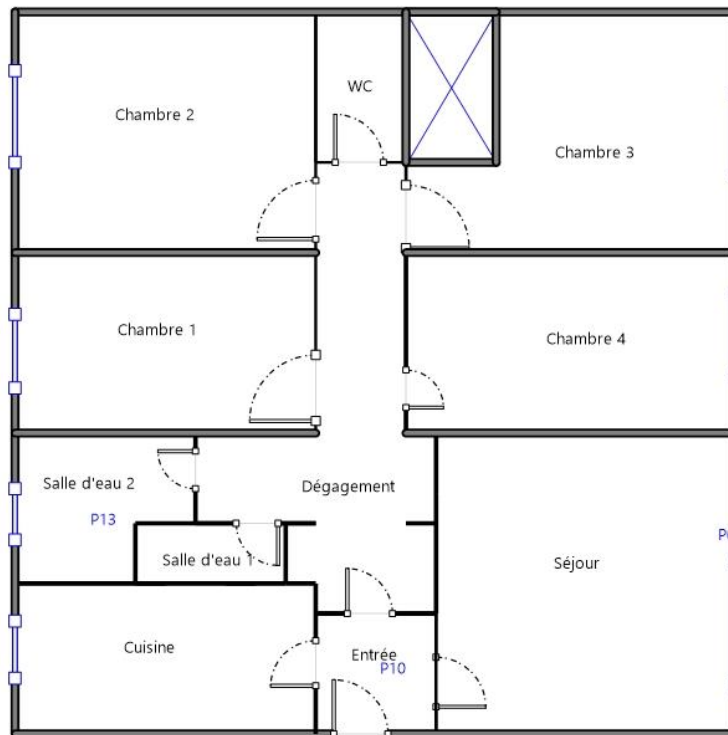 WC
Chambre 2
Chambre 3
Chambre 1
Chambre 4
Salle d'eau 2
Dégagement
P13
Salle d'eau 1
Séjour
Cuisine
Entrée
P10